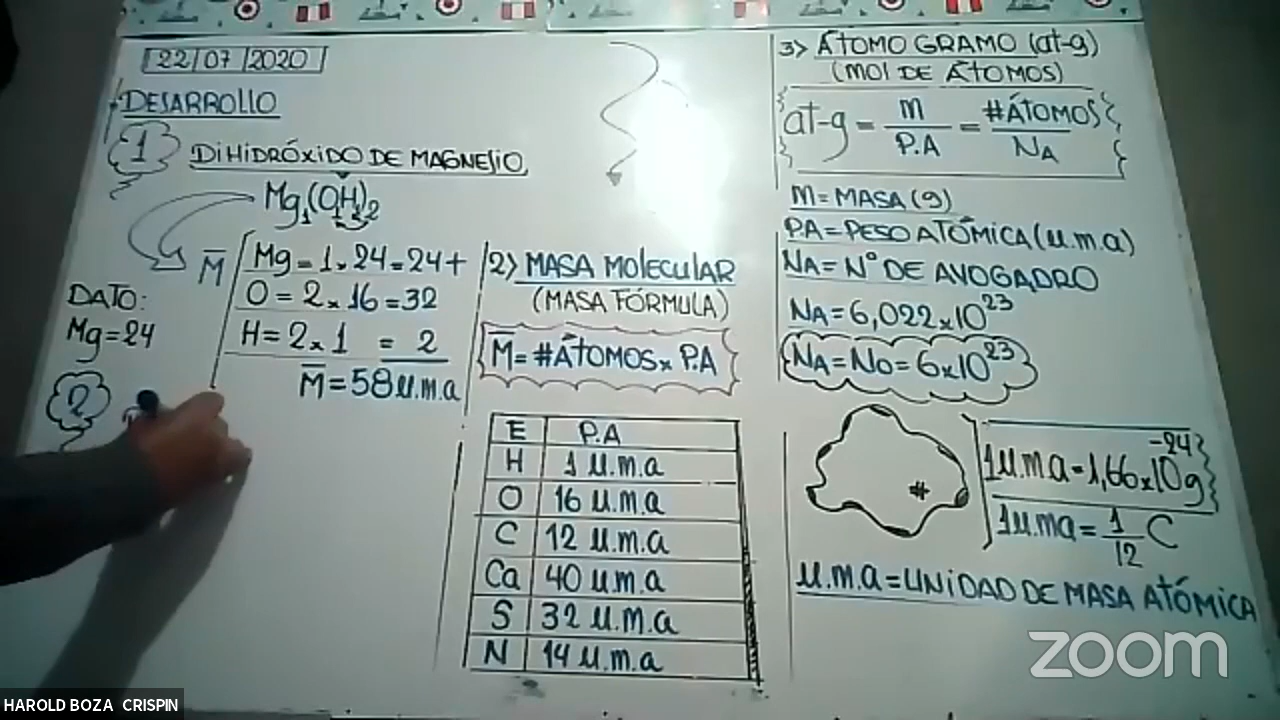 22/07/2020
DESARROLLO
1
DIHIDRÓXIDO DE MAGNESIO
Mg₁(OH)₂
M̅
Mg = 1 x 24 = 24 +
O = 2 x 16 = 32
H = 2 x 1 = 2
M̅ = 58 u.m.a
DATO:
Mg = 24
2
2> MASA MOLECULAR
(MASA FÓRMULA)
M̅ = #ÁTOMOS x P.A
E P.A
H 1 u.m.a
O 16 u.m.a
C 12 u.m.a
Ca 40 u.m.a
S 32 u.m.a
N 14 u.m.a
3> ÁTOMO GRAMO (at-g)
(mol DE ÁTOMOS)
at-g = m/P.A = #ÁTOMOS/NA
m = MASA (g)
P.A = PESO ATÓMICA (u.m.a)
NA = N° DE AVOGADRO
NA = 6,022 x 10²³
NA = No = 6 x 10²³
#
1 u.m.a = 1,66 x 10⁻²⁴ g
1 u.m.a = 1/12 C
u.m.a = UNIDAD DE MASA ATÓMICA
zoom
HAROLD BOZA CRISPIN